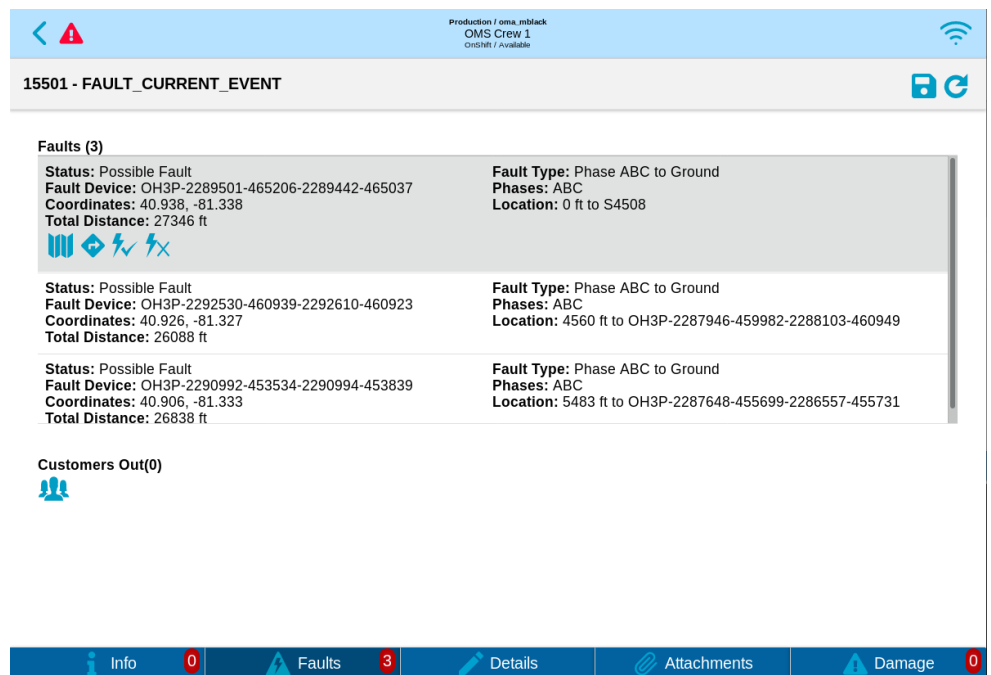 Production / oma_mblack
OMS Crew 1
OnShift / Available
15501 - FAULT_CURRENT_EVENT
Faults (3)
Status: Possible Fault
Fault Device: OH3P-2289501-465206-2289442-465037
Coordinates: 40.938, -81.338
Total Distance: 27346 ft
Fault Type: Phase ABC to Ground
Phases: ABC
Location: 0 ft to S4508
Status: Possible Fault
Fault Device: OH3P-2292530-460939-2292610-460923
Coordinates: 40.926, -81.327
Total Distance: 26088 ft
Fault Type: Phase ABC to Ground
Phases: ABC
Location: 4560 ft to OH3P-2287946-459982-2288103-460949
Status: Possible Fault
Fault Device: OH3P-2290992-453534-2290994-453839
Coordinates: 40.906, -81.333
Total Distance: 26838 ft
Fault Type: Phase ABC to Ground
Phases: ABC
Location: 5483 ft to OH3P-2287648-455699-2286557-455731
Customers Out(0)
Info 0
Faults 3
Details
Attachments
Damage 0